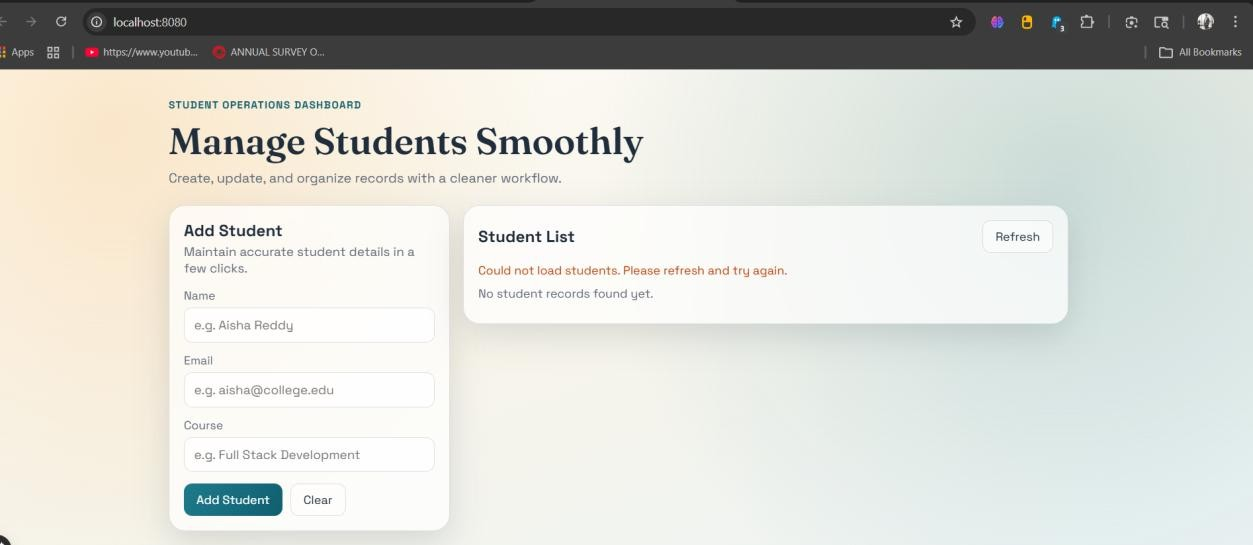 localhost:8080
3
Apps
https://www.youtub...
ANNUAL SURVEY O...
All Bookmarks
STUDENT OPERATIONS DASHBOARD
Manage Students Smoothly
Create, update, and organize records with a cleaner workflow.
Add Student
Maintain accurate student details in a
few clicks.
Name
e.g. Aisha Reddy
Email
e.g. aisha@college.edu
Course
e.g. Full Stack Development
Add Student
Clear
Student List
Refresh
Could not load students. Please refresh and try again.
No student records found yet.